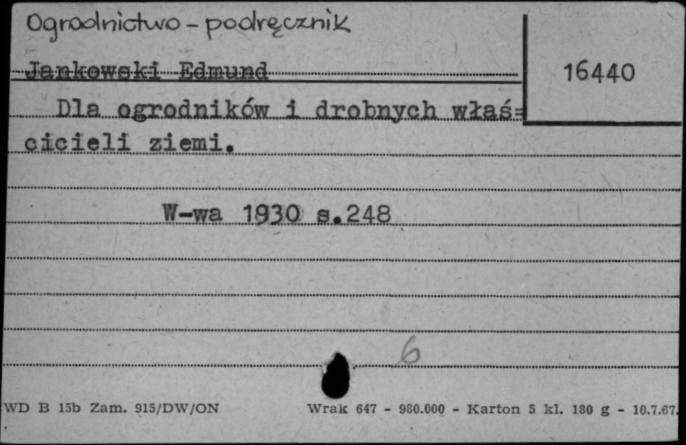 Ogrodnictwo - podręcznik
Jankowski Edmund
16440
Dla ogrodników i drobnych właś=
cicieli ziemi.
W-wa 1930 s.248
6
WD B 15b Zam. 915/DW/ON
Wrak 647 - 980.000 - Karton 5 kl. 180 g - 10.7.67.